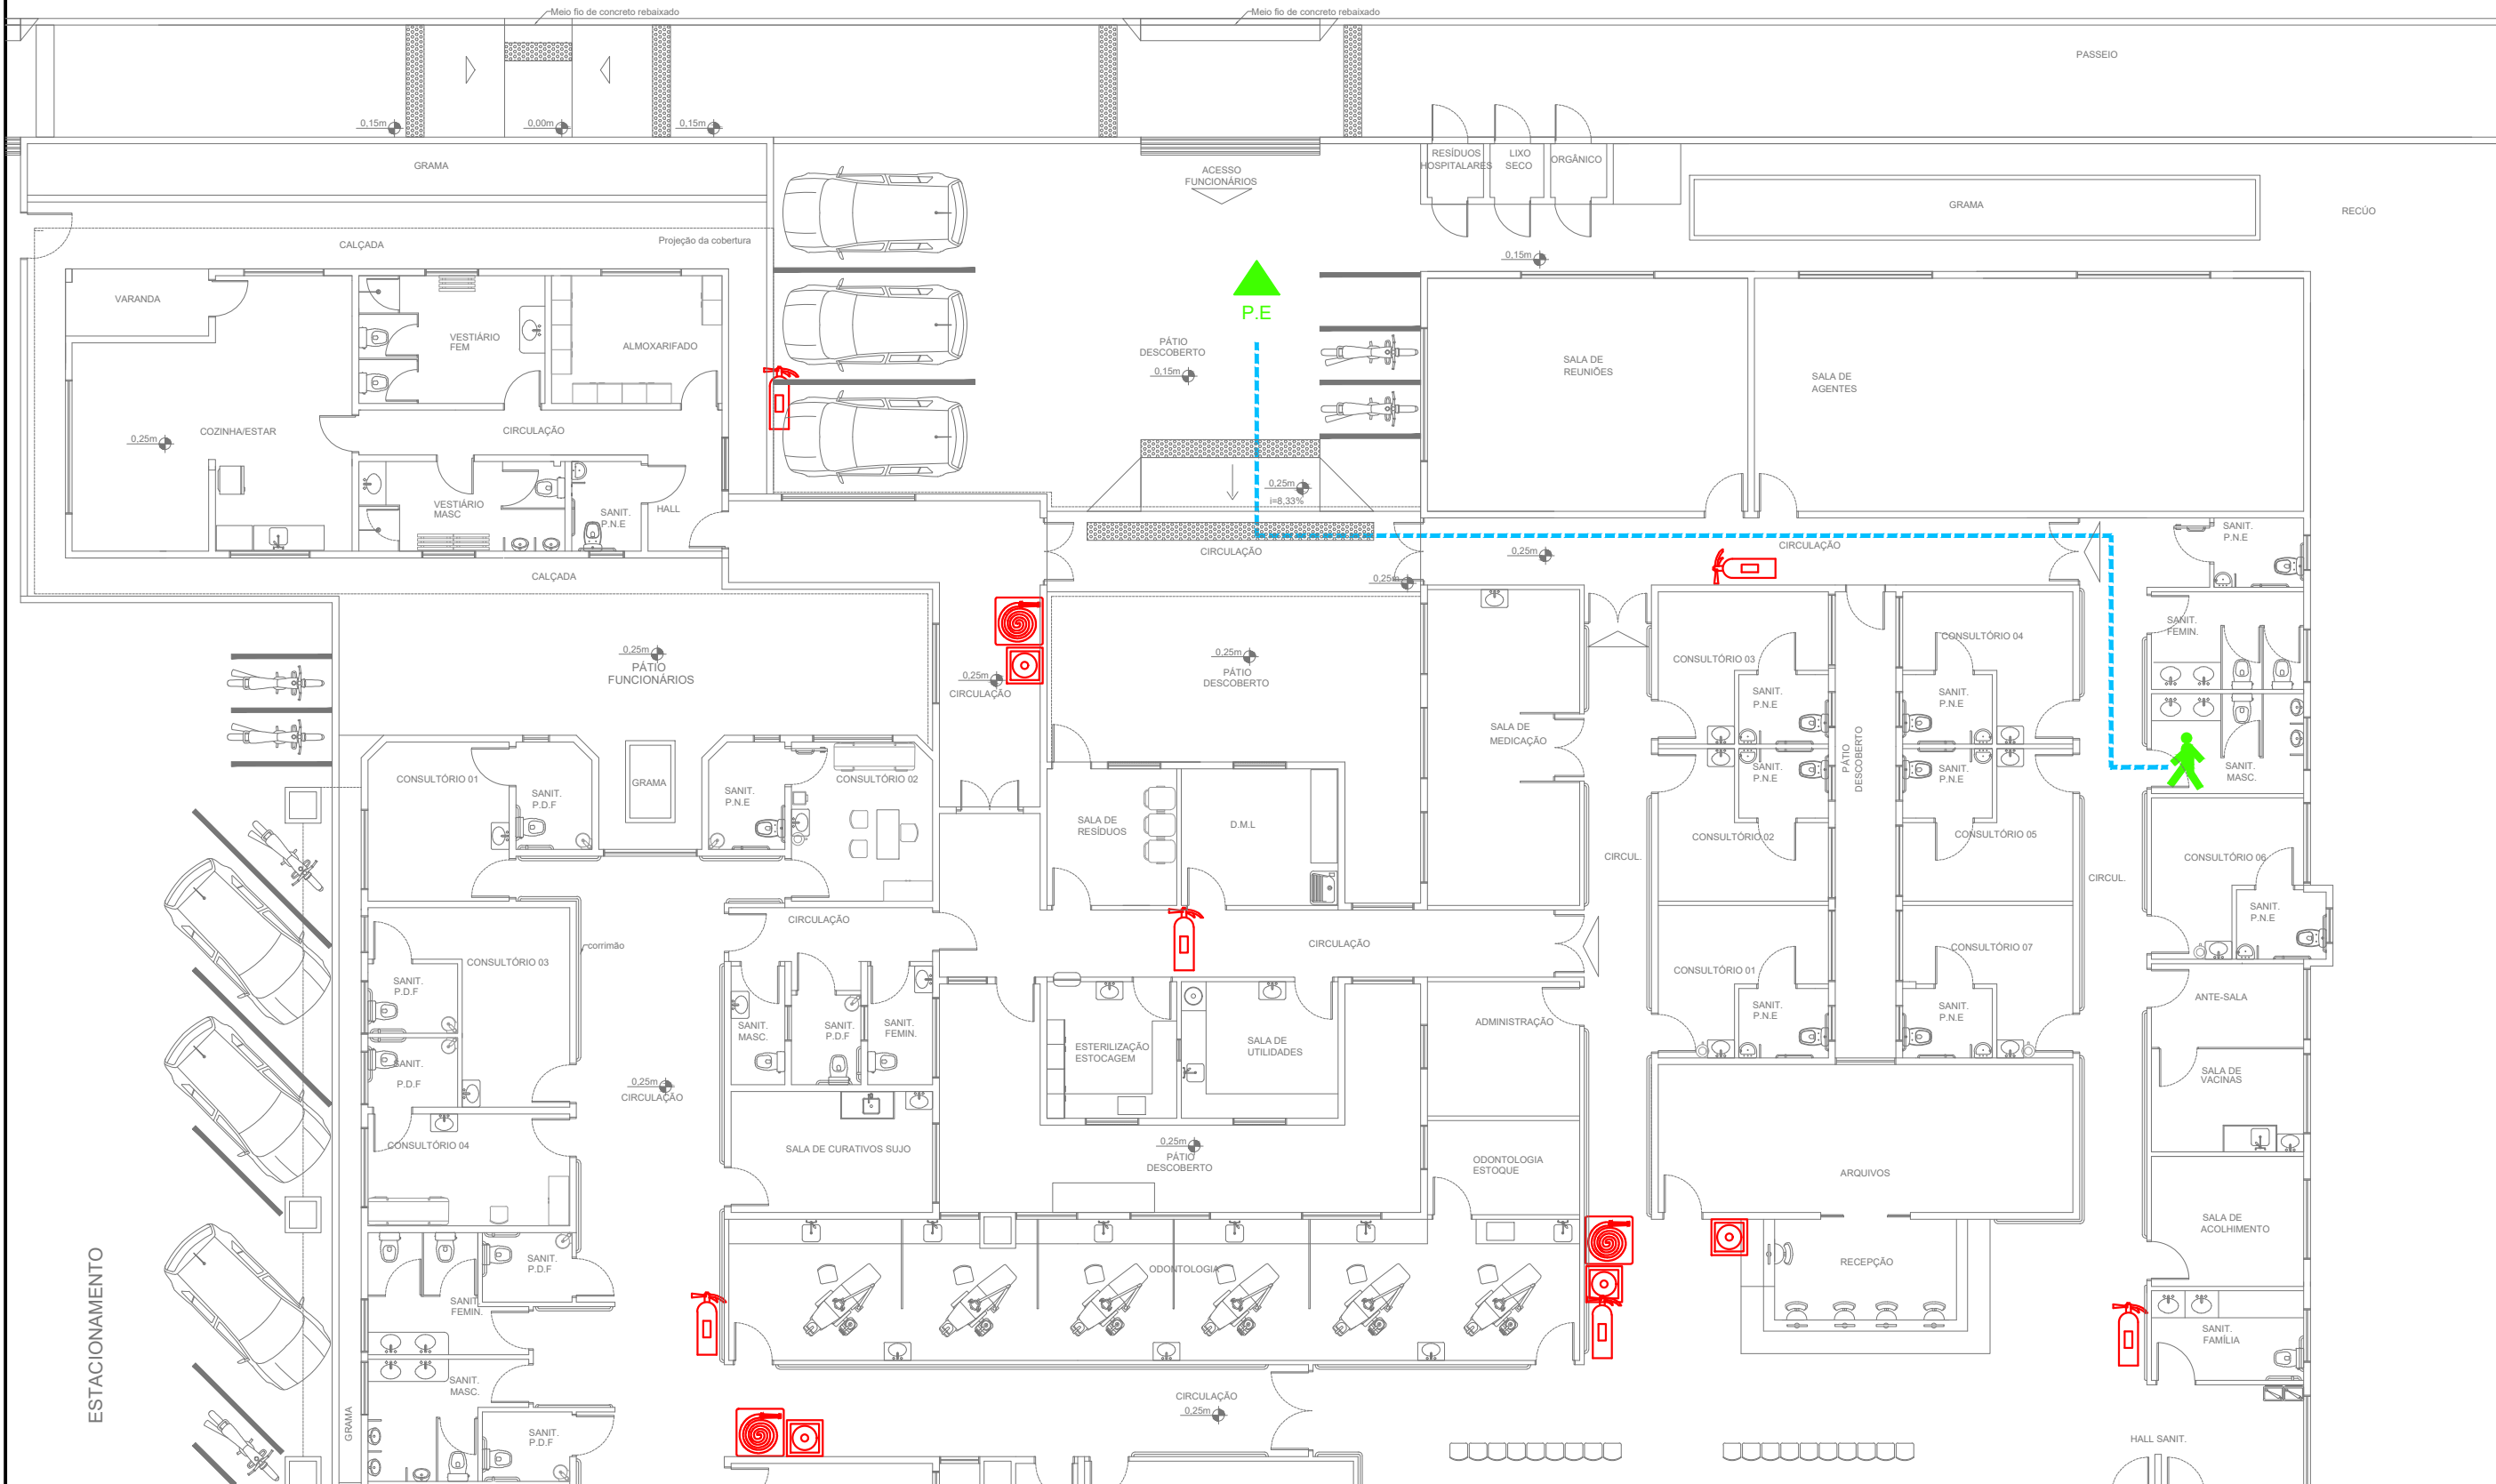 Meio fio de concreto rebaixado
Meio fio de concreto rebaixado
PASSEIO
0,15m
0,00m
0,15m
GRAMA
ACESSO
FUNCIONÁRIOS
RESÍDUOS
HOSPITALARES
LIXO
SECO
ORGÂNICO
GRAMA
RECÚO
CALÇADA
Projeção da cobertura
0,15m
VARANDA
VESTIÁRIO
FEM
ALMOXARIFADO
P.E
PÁTIO
DESCOBERTO
0,15m
SALA DE
REUNIÕES
SALA DE
AGENTES
0,25m
COZINHA/ESTAR
CIRCULAÇÃO
VESTIÁRIO
MASC
SANIT.
P.N.E
HALL
0,25m
i=8,33%
CIRCULAÇÃO
0,25m
CIRCULAÇÃO
SANIT.
P.N.E
CALÇADA
0,25m
0,25m
PÁTIO
FUNCIONÁRIOS
0,25m
CIRCULAÇÃO
0,25m
PÁTIO
DESCOBERTO
SALA DE
MEDICAÇÃO
CONSULTÓRIO 03
SANIT.
P.N.E
CONSULTÓRIO 04
SANIT.
P.N.E
SANIT.
FEMIN.
CONSULTÓRIO 01
SANIT.
P.D.F
GRAMA
SANIT.
P.N.E
CONSULTÓRIO 02
SALA DE
RESÍDUOS
D.M.L
SANIT.
P.N.E
PÁTIO
DESCOBERTO
SANIT.
P.N.E
SANIT.
MASC.
CONSULTÓRIO 02
CONSULTÓRIO 05
CIRCUL.
CIRCUL.
CONSULTÓRIO 06
SANIT.
P.N.E
CIRCULAÇÃO
corrimão
CIRCULAÇÃO
CONSULTÓRIO 03
SANIT.
P.D.F
CONSULTÓRIO 01
SANIT.
P.N.E
CONSULTÓRIO 07
SANIT.
P.N.E
ANTE-SALA
SANIT.
MASC.
SANIT.
P.D.F
SANIT.
FEMIN.
ESTERILIZAÇÃO
ESTOCAGEM
SALA DE
UTILIDADES
ADMINISTRAÇÃO
SANIT.
P.D.F
0,25m
CIRCULAÇÃO
SALA DE
VACINAS
CONSULTÓRIO 04
SALA DE CURATIVOS SUJO
0,25m
PÁTIO
DESCOBERTO
ODONTOLOGIA
ESTOQUE
ARQUIVOS
SALA DE
ACOLHIMENTO
ESTACIONAMENTO
SANIT.
P.D.F
ODONTOLOGIA
RECEPÇÃO
SANIT.
FEMIN.
SANIT.
FAMÍLIA
SANIT.
MASC.
CIRCULAÇÃO
0,25m
GRAMA
SANIT.
P.D.F
HALL SANIT.